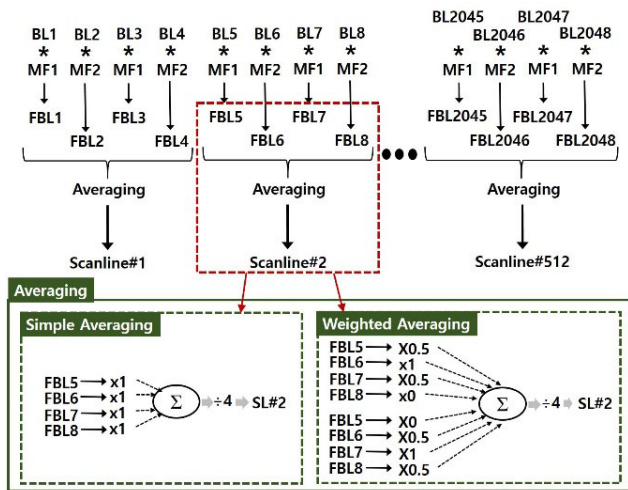 BL1 BL2 BL3 BL4 BL5 BL6 BL7 BL8 BL2045 BL2046 BL2047 BL2048
* * * * * * * * * * * *
MF1 MF2 MF1 MF2 MF1 MF2 MF1 MF2 MF1 MF2 MF1 MF2
FBL1 FBL3 FBL5 FBL7 FBL2045 FBL2047
FBL2 FBL4 FBL6 FBL8 FBL2046 FBL2048
Averaging Averaging Averaging
Scanline#1 Scanline#2 Scanline#512
Averaging
Simple Averaging
FBL5 x1
FBL6 x1
FBL7 x1
FBL8 x1
Σ ÷4 SL#2
Weighted Averaging
FBL5 X0.5
FBL6 x1
FBL7 X0.5
FBL8 x0
FBL5 X0
FBL6 X0.5
FBL7 X1
FBL8 X0.5
Σ ÷4 SL#2